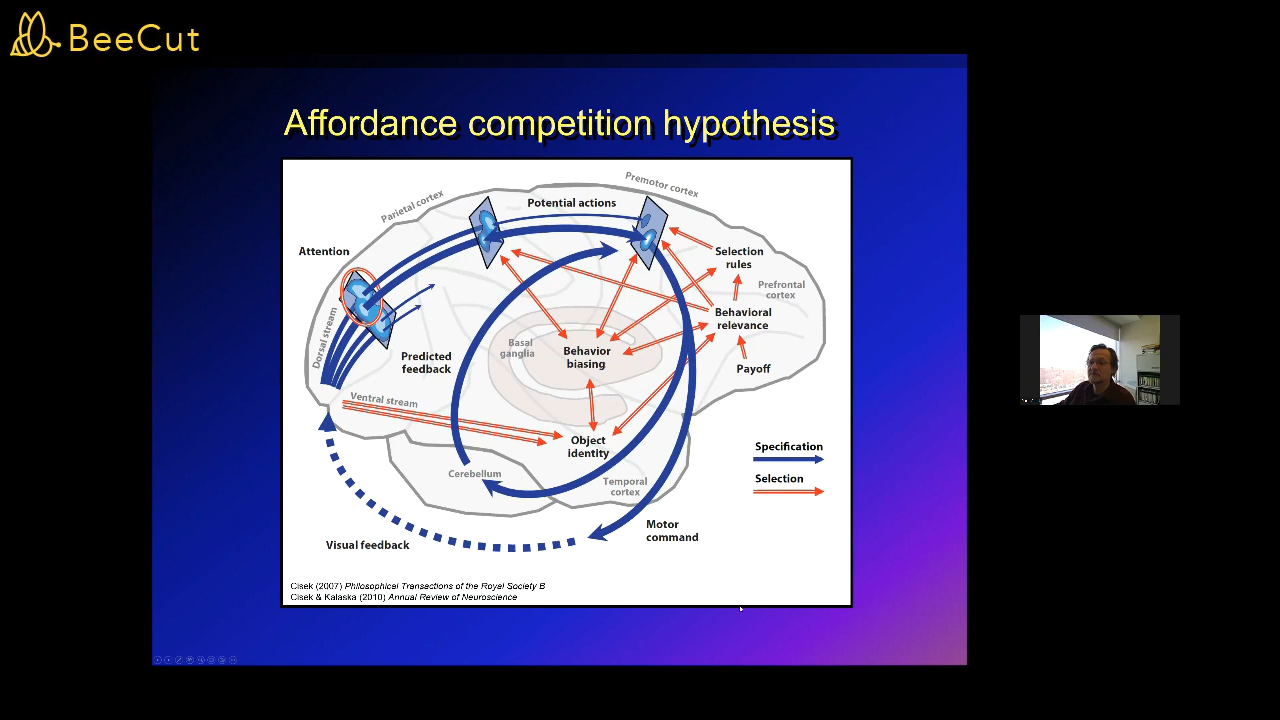 BeeCut
Affordance competition hypothesis
Parietal cortex
Premotor cortex
Potential actions
Attention
Selection
rules
Prefrontal
cortex
Behavioral
relevance
Dorsal stream
Basal
ganglia
Behavior
biasing
Predicted
feedback
Payoff
Ventral stream
Object
identity
Specification
Cerebellum
Selection
Temporal
cortex
Motor
command
Visual feedback
Cisek (2007) Philosophical Transactions of the Royal Society B
Cisek & Kalaska (2010) Annual Review of Neuroscience